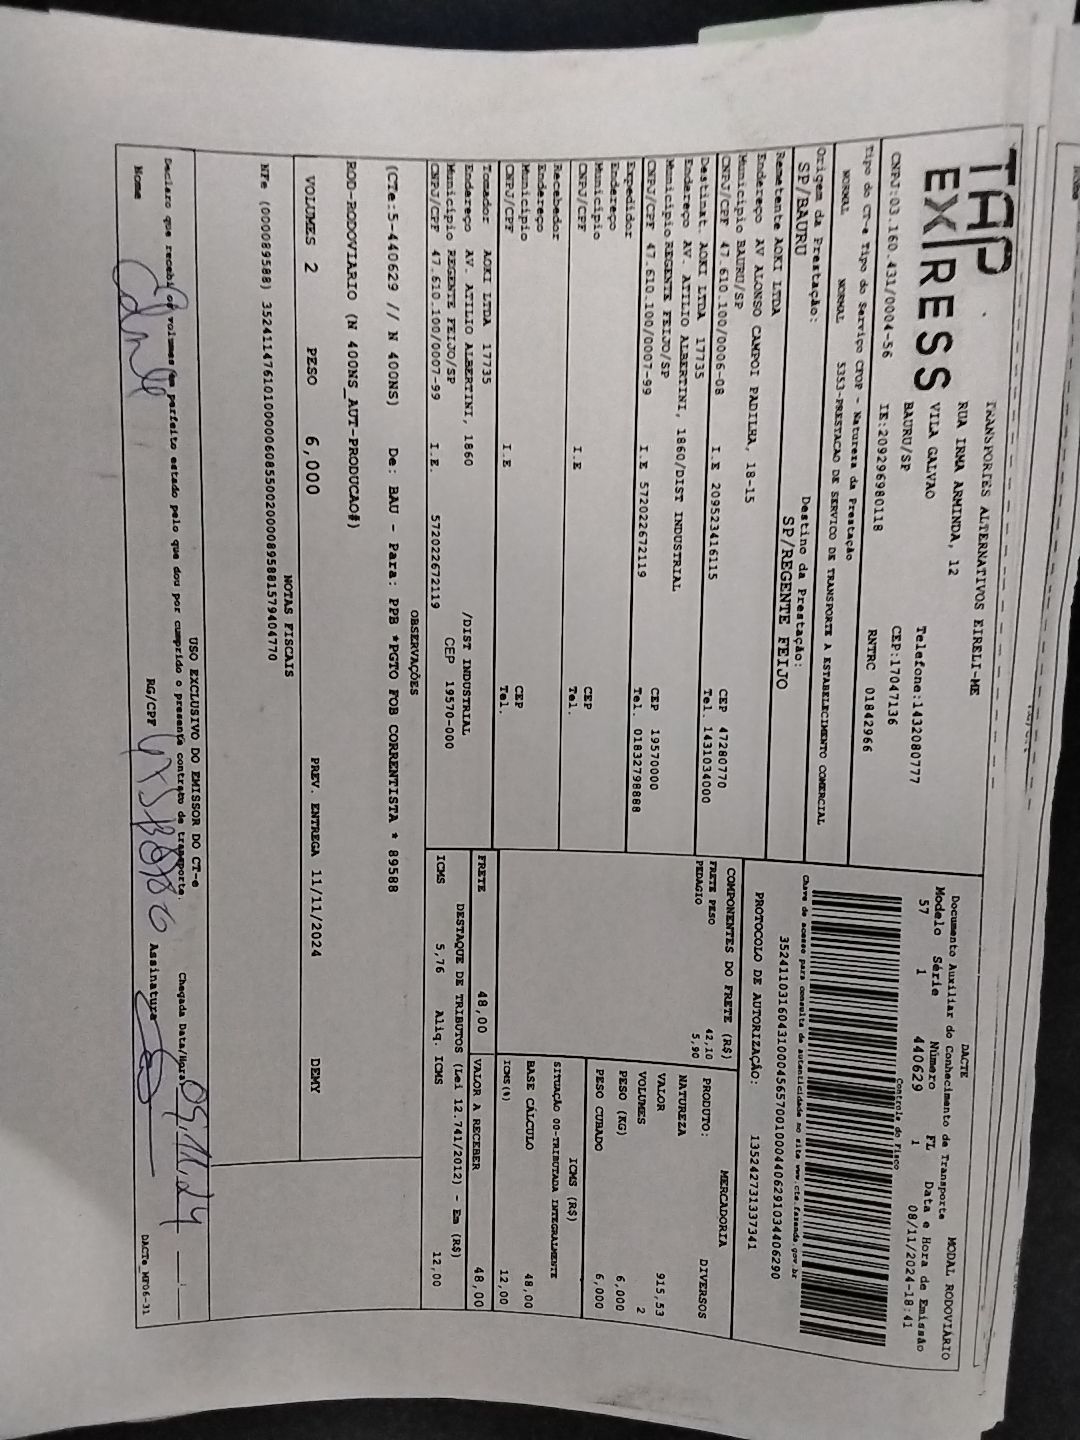 TAP
EXPRESS
TRANSPORTES ALTERNATIVOS EIRELI-ME
RUA IRMA ARMINDA, 12
VILA GALVAO Telefone:1432080777
BAURU/SP CEP:17047136
CNPJ:03.160.431/0004-56 IE:209296980118 RNTRC 01842966
DACTE
Documento Auxiliar do Conhecimento de Transporte MODAL RODOVIÁRIO
Modelo Série Número FL Data e Hora de Emissão
57 1 440629 1 08/11/2024-18:41
Controle do Fisco
Tipo do CT-e Tipo do Serviço CFOP - Natureza da Prestação
NORMAL NORMAL 5353-PRESTACAO DE SERVICO DE TRANSPORTE A ESTABELECIMENTO COMERCIAL
Chave de acesso para consulta de autenticidade no site www.cte.fazenda.gov.br
35241103160431000456570010004406291034406290
Origem da Prestação: Destino da Prestação:
SP/BAURU SP/REGENTE FEIJO
PROTOCOLO DE AUTORIZAÇÃO: 135242731337341
Remetente AOKI LTDA
Endereço AV ALONSO CAMPOI PADILHA, 18-15
Município BAURU/SP CEP 47280770
CNPJ/CPF 47.610.100/0006-08 I.E 209523416115 Tel. 1431034000
Destinat. AOKI LTDA 17735
Endereço AV. ATILIO ALBERTINI, 1860/DIST INDUSTRIAL
Município REGENTE FEIJO/SP CEP 19570000
CNPJ/CPF 47.610.100/0007-99 I.E 572022672119 Tel. 01832798888
Expedidor
Endereço
Município CEP
CNPJ/CPF I.E Tel.
Recebedor
Endereço
Município CEP
CNPJ/CPF I.E Tel.
Tomador AOKI LTDA 17735
Endereço AV. ATILIO ALBERTINI, 1860 /DIST INDUSTRIAL
Município REGENTE FEIJO/SP CEP 19570-000
CNPJ/CPF 47.610.100/0007-99 I.E. 572022672119
COMPONENTES DO FRETE (R$)
FRETE PESO 42,10
PEDAGIO 5,90
FRETE 48,00
MERCADORIA
PRODUTO: DIVERSOS
NATUREZA
VALOR 915,53
VOLUMES 2
PESO (KG) 6,000
PESO CUBADO 6,000
ICMS (R$)
SITUAÇÃO 00-TRIBUTADA INTEGRALMENTE
BASE CÁLCULO 48,00
ICMS(%) 12,00
VALOR A RECEBER 48,00
DESTAQUE DE TRIBUTOS (Lei 12.741/2012) - Em (R$)
ICMS 5,76 Aliq. ICMS 12,00
OBSERVAÇÕES
(CTe:5-440629 // N 400NS) De: BAU - Para: PPB *PGTO FOB CORRENTISTA * 89588
ROD-RODOVIARIO (N 400NS_AUT-PRODUCAO#)
VOLUMES 2 PESO 6,000 PREV. ENTREGA 11/11/2024 DEMY
NOTAS FISCAIS
NFe (000089588) 35241147610100000608550020000895881579404770
USO EXCLUSIVO DO EMISSOR DO CT-e
Declaro que recebi os volumes em perfeito estado pelo que dou por cumprido o presente contrato de transporte. Chegada Data/Hora
Nome RG/CPF Assinatura
DACTe_MP06-31